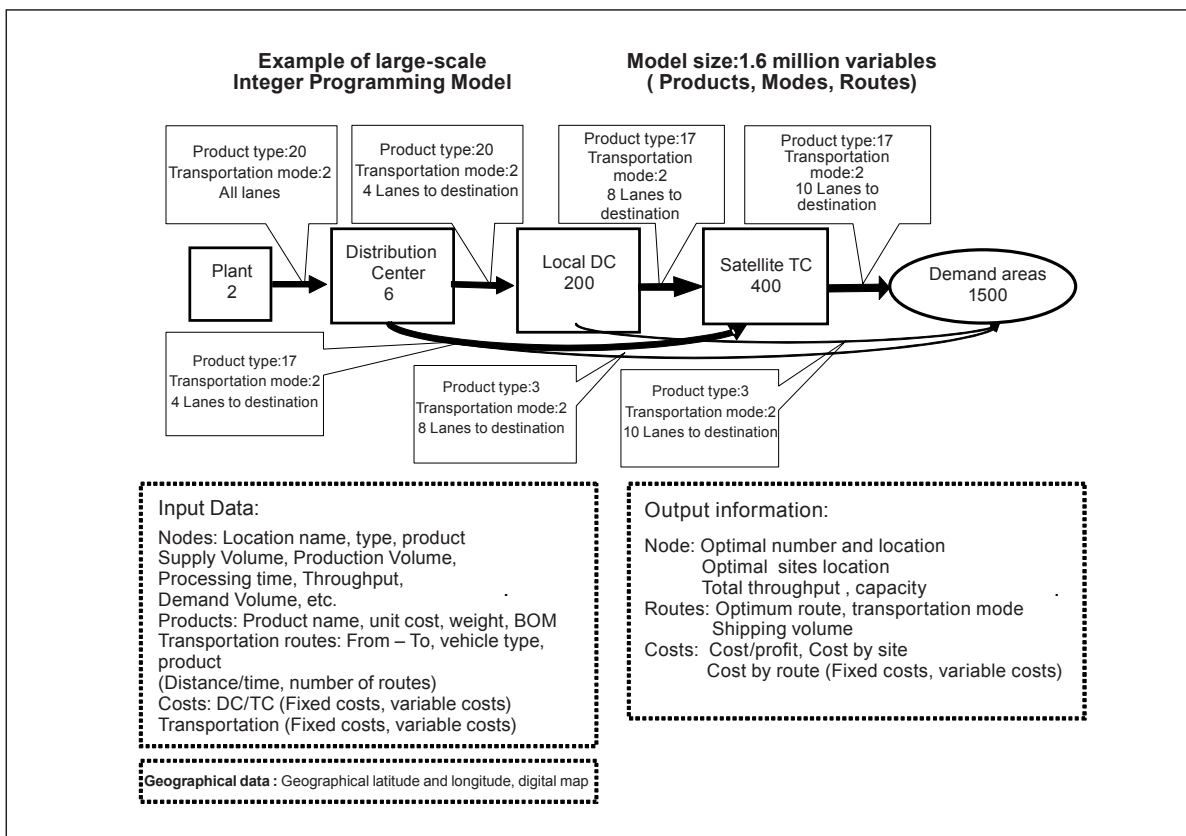 Example of large-scale
Integer Programming Model
Model size:1.6 million variables
( Products, Modes, Routes)
Product type:20
Transportation mode:2
All lanes
Product type:20
Transportation mode:2
4 Lanes to destination
Product type:17
Transportation
mode:2
8 Lanes to
destination
Product type:17
Transportation
mode:2
10 Lanes to
destination
Plant
2
Distribution
Center
6
Local DC
200
Satellite TC
400
Demand areas
1500
Product type:17
Transportation mode:2
4 Lanes to destination
Product type:3
Transportation mode:2
8 Lanes to destination
Product type:3
Transportation mode:2
10 Lanes to destination
Input Data:
Nodes: Location name, type, product
Supply Volume, Production Volume,
Processing time, Throughput,
Demand Volume, etc.
Products: Product name, unit cost, weight, BOM
Transportation routes: From – To, vehicle type,
product
(Distance/time, number of routes)
Costs: DC/TC (Fixed costs, variable costs)
Transportation (Fixed costs, variable costs)
Output information:
Node: Optimal number and location
Optimal sites location
Total throughput , capacity
Routes: Optimum route, transportation mode
Shipping volume
Costs: Cost/profit, Cost by site
Cost by route (Fixed costs, variable costs)
Geographical data : Geographical latitude and longitude, digital map